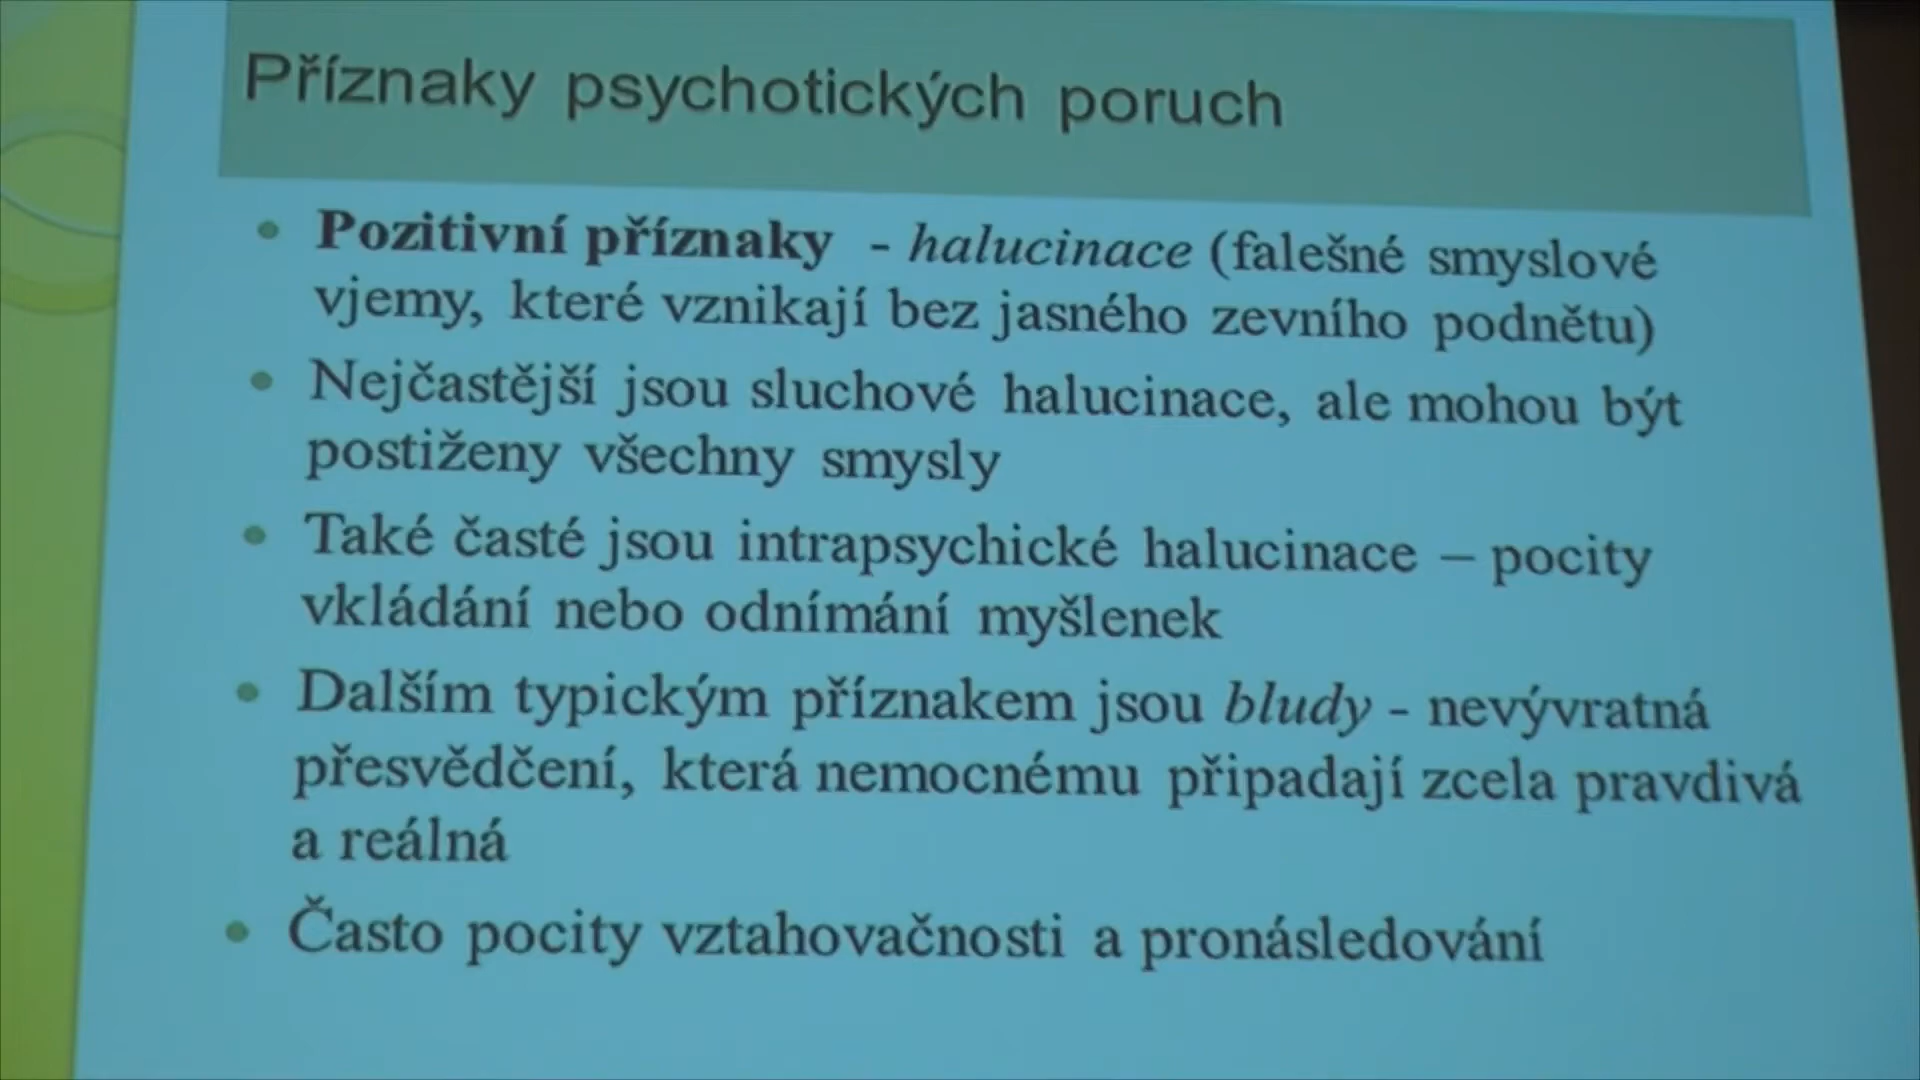 Příznaky psychotických poruch
• Pozitivní příznaky - halucinace (falešné smyslové
vjemy, které vznikají bez jasného zevního podnětu)
• Nejčastější jsou sluchové halucinace, ale mohou být
postiženy všechny smysly
• Také časté jsou intrapsychické halucinace – pocity
vkládání nebo odnímání myšlenek
• Dalším typickým příznakem jsou bludy - nevývratná
přesvědčení, která nemocnému připadají zcela pravdivá
a reálná
• Často pocity vztahovačnosti a pronásledování